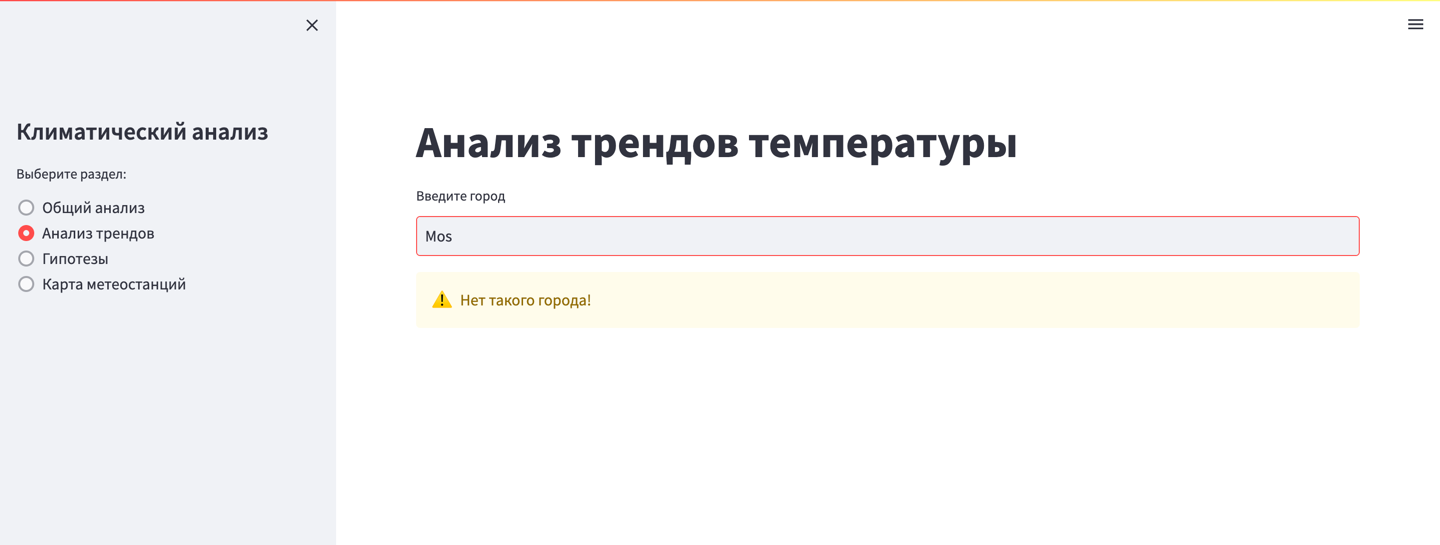 Климатический анализ
Выберите раздел:
Общий анализ
Анализ трендов
Гипотезы
Карта метеостанций
Анализ трендов температуры
Введите город
Mos
Нет такого города!